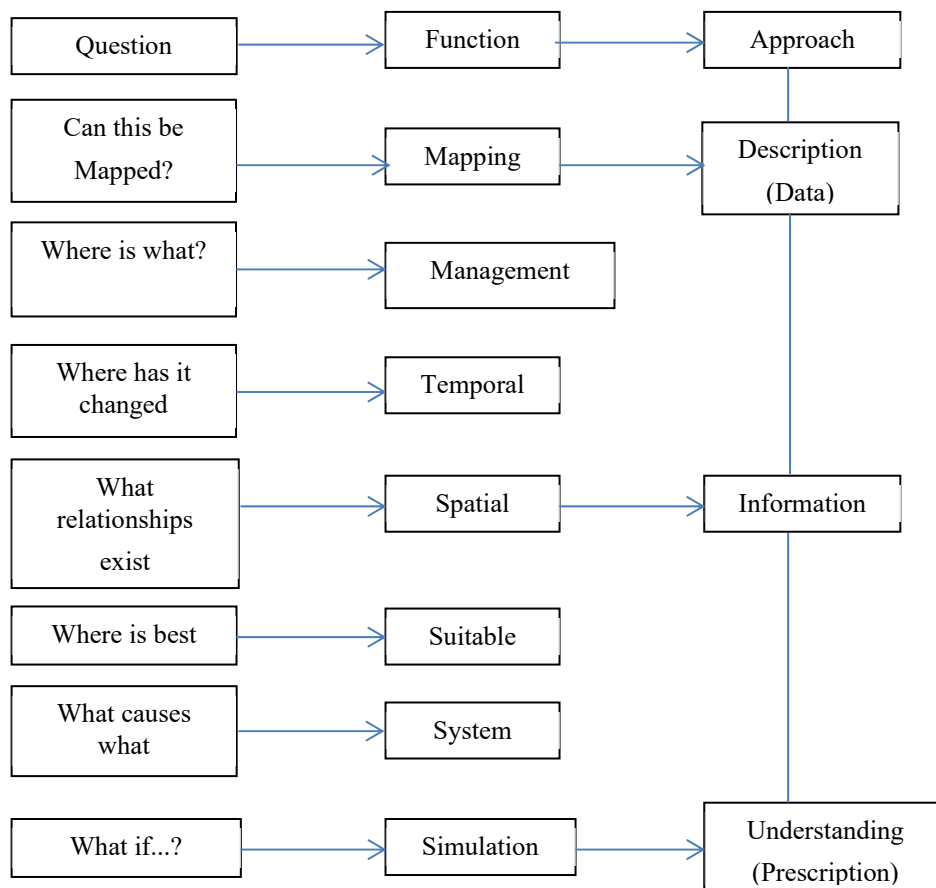 Question
Function
Approach
Can this be
Mapped?
Mapping
Description
(Data)
Where is what?
Management
Where has it
changed
Temporal
What
relationships
exist
Spatial
Information
Where is best
Suitable
What causes
what
System
What if...?
Simulation
Understanding
(Prescription)